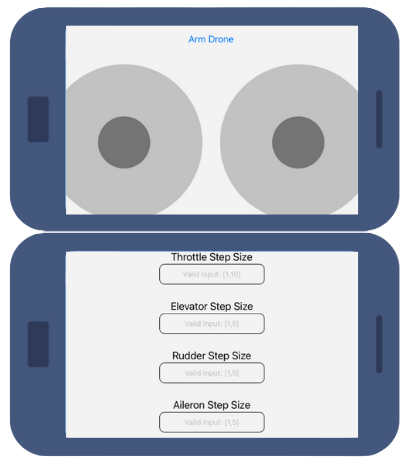 Arm Drone
Throttle Step Size
Valid Input: [1,10]
Elevator Step Size
Valid Input: [1,5]
Rudder Step Size
Valid Input: [1,5]
Aileron Step Size
Valid Input: [1,5]